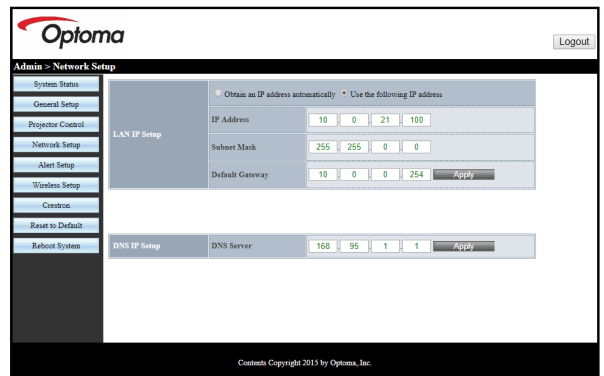 Optoma
Logout
Admin > Network Setup
System Status
General Setup
Projector Control
Network Setup
Alert Setup
Wireless Setup
Crestron
Reset to Default
Reboot System
LAN IP Setup
Obtain an IP address automatically Use the following IP address
IP Address 10 . 0 . 21 . 100
Subnet Mask 255 . 255 . 0 . 0
Default Gateway 10 . 0 . 0 . 254 Apply
DNS IP Setup DNS Server 168 . 95 . 1 . 1 Apply
Contents Copyright 2015 by Optoma, Inc.